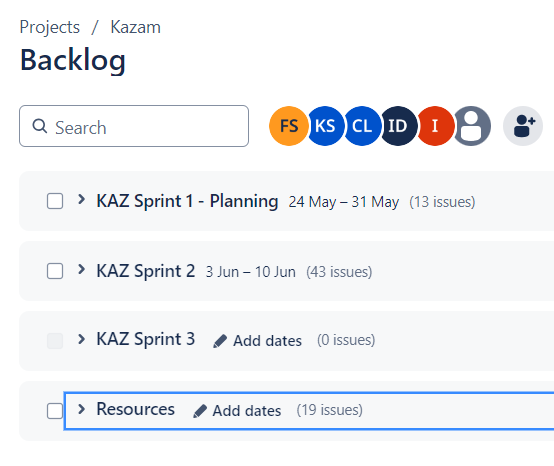 Projects / Kazam
Backlog
Search FS KS CL ID I
KAZ Sprint 1 - Planning 24 May – 31 May (13 issues)
KAZ Sprint 2 3 Jun – 10 Jun (43 issues)
KAZ Sprint 3 Add dates (0 issues)
Resources Add dates (19 issues)